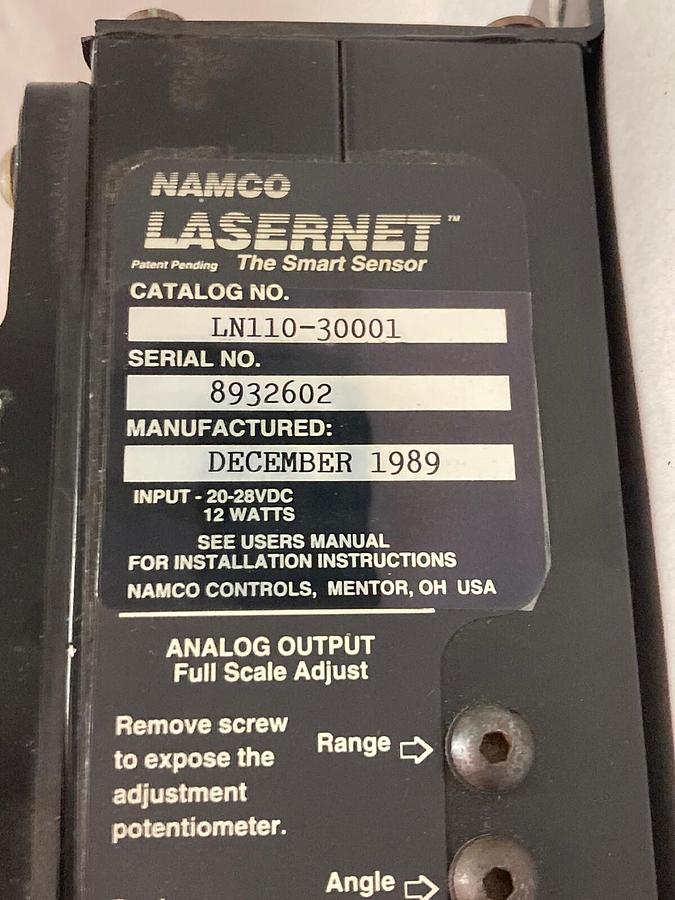 NAMCO
LASERNET™
Patent Pending The Smart Sensor
CATALOG NO.
LN110-30001
SERIAL NO.
8932602
MANUFACTURED:
DECEMBER 1989
INPUT - 20-28VDC
12 WATTS
SEE USERS MANUAL
FOR INSTALLATION INSTRUCTIONS
NAMCO CONTROLS, MENTOR, OH USA
ANALOG OUTPUT
Full Scale Adjust
Remove screw
to expose the
adjustment
potentiometer.
Range
Angle